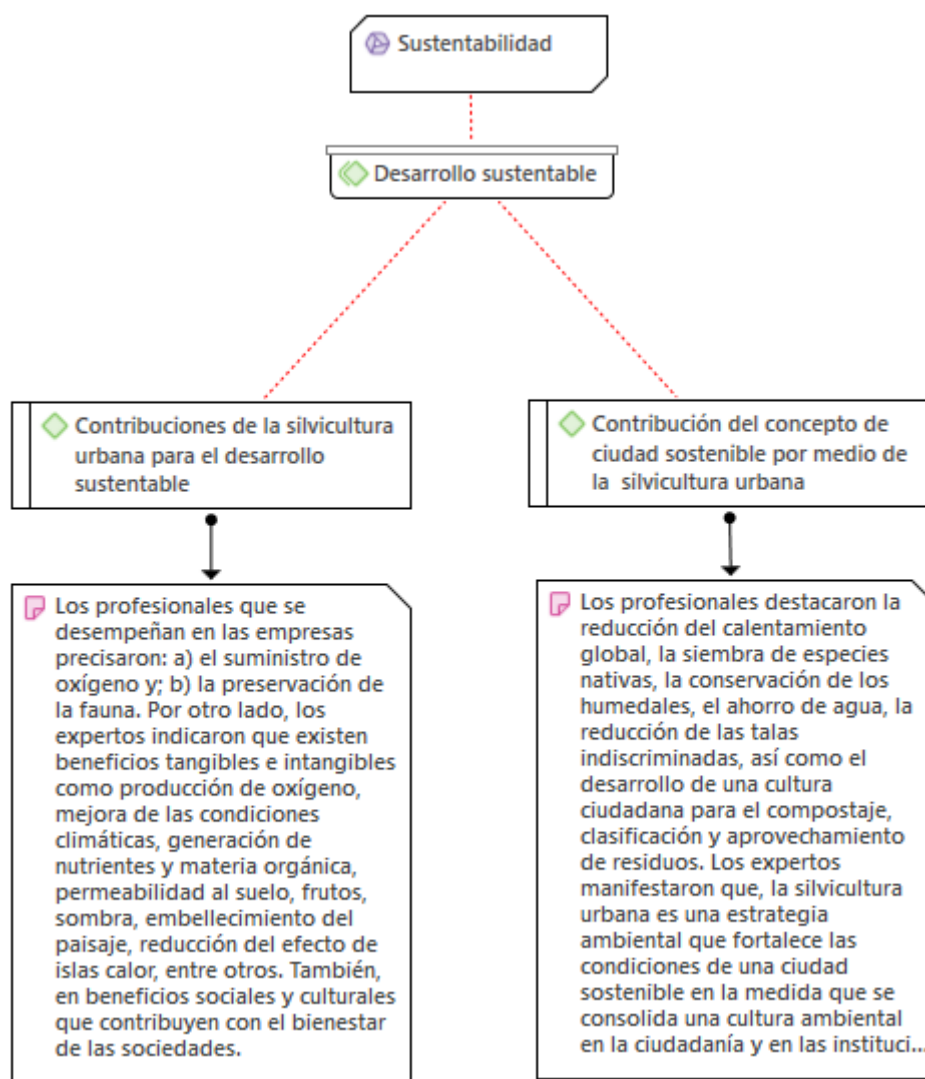 Sustentabilidad
Desarrollo sustentable
Contribuciones de la silvicultura
urbana para el desarrollo
sustentable
Contribución del concepto de
ciudad sostenible por medio de
la silvicultura urbana
Los profesionales que se
desempeñan en las empresas
precisaron: a) el suministro de
oxígeno y; b) la preservación de
la fauna. Por otro lado, los
expertos indicaron que existen
beneficios tangibles e intangibles
como producción de oxígeno,
mejora de las condiciones
climáticas, generación de
nutrientes y materia orgánica,
permeabilidad al suelo, frutos,
sombra, embellecimiento del
paisaje, reducción del efecto de
islas calor, entre otros. También,
en beneficios sociales y culturales
que contribuyen con el bienestar
de las sociedades.
Los profesionales destacaron la
reducción del calentamiento
global, la siembra de especies
nativas, la conservación de los
humedales, el ahorro de agua, la
reducción de las talas
indiscriminadas, así como el
desarrollo de una cultura
ciudadana para el compostaje,
clasificación y aprovechamiento
de residuos. Los expertos
manifestaron que, la silvicultura
urbana es una estrategia
ambiental que fortalece las
condiciones de una ciudad
sostenible en la medida que se
consolida una cultura ambiental
en la ciudadanía y en las instituci...